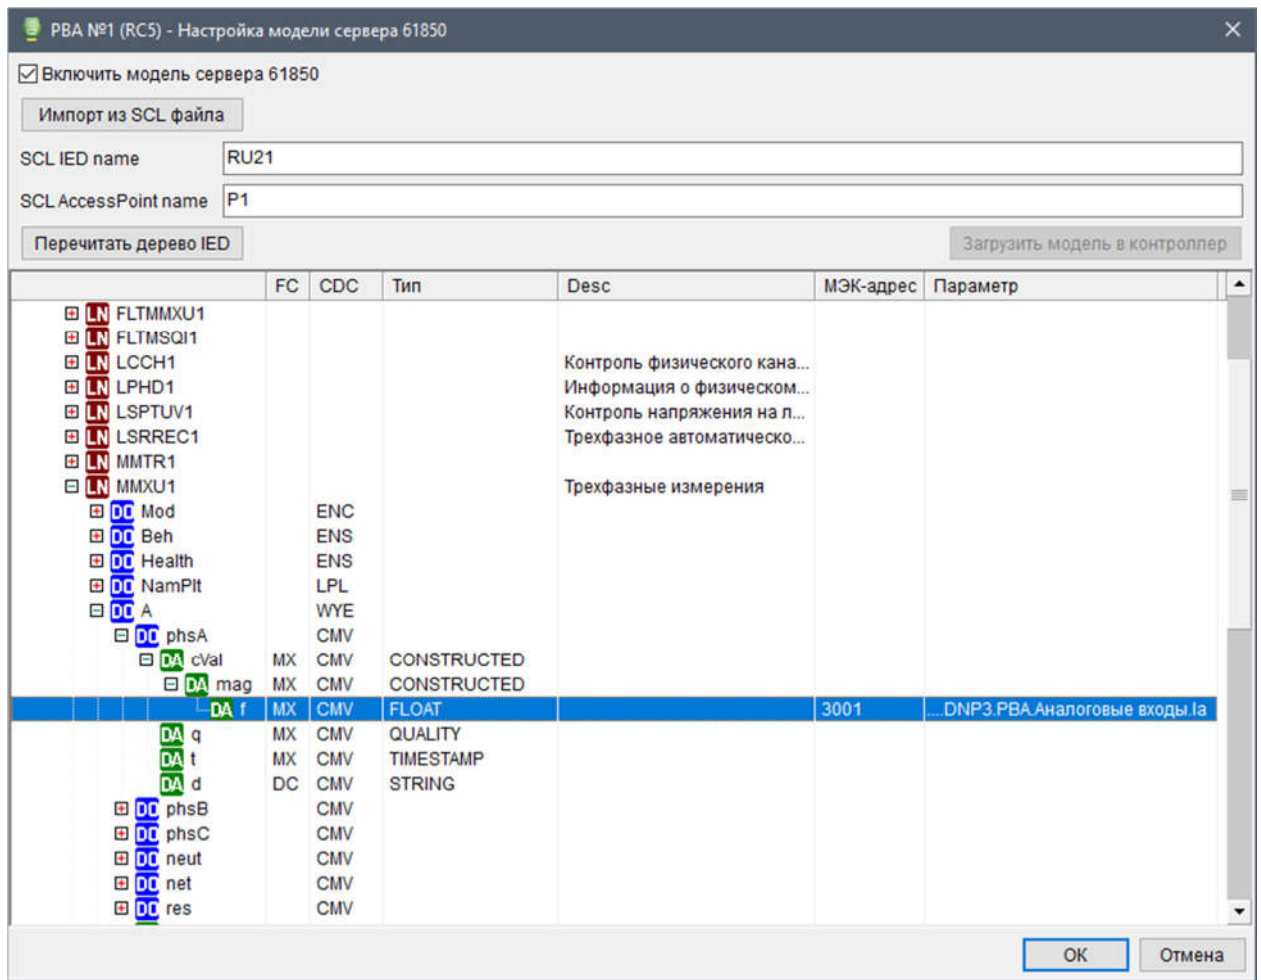 РВА №1 (RC5) - Настройка модели сервера 61850
Включить модель сервера 61850
Импорт из SCL файла
SCL IED name RU21
SCL AccessPoint name P1
Перечитать дерево IED Загрузить модель в контроллер
FC CDC Тип Desc МЭК-адрес Параметр
LN FLTMMXU1
LN FLTMSQI1
LN LCCH1 Контроль физического кана...
LN LPHD1 Информация о физическом...
LN LSPTUV1 Контроль напряжения на л...
LN LSRREC1 Трехфазное автоматическо...
LN MMTR1
LN MMXU1 Трехфазные измерения
DO Mod ENC
DO Beh ENS
DO Health ENS
DO NamPlt LPL
DO A WYE
DO phsA CMV
DA cVal MX CMV CONSTRUCTED
DA mag MX CMV CONSTRUCTED
DA f MX CMV FLOAT 3001 ....DNP3.РВА.Аналоговые входы.Ia
DA q MX CMV QUALITY
DA t MX CMV TIMESTAMP
DA d DC CMV STRING
DO phsB CMV
DO phsC CMV
DO neut CMV
DO net CMV
DO res CMV
ОК Отмена